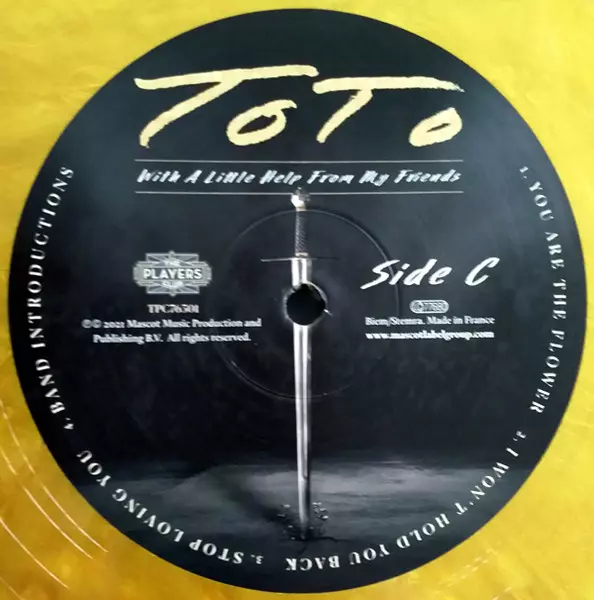 ToTo
With A Little Help From My Friends
THE
PLAYERS
CLUB
TPC76501
℗© 2021 Mascot Music Production and
Publishing B.V. All rights reserved.
Side C
Biem/Stemra. Made in France
www.mascotlabelgroup.com
1. YOU ARE THE FLOWER
2. I WON'T HOLD YOU BACK
3. STOP LOVING YOU
4. BAND INTRODUCTIONS